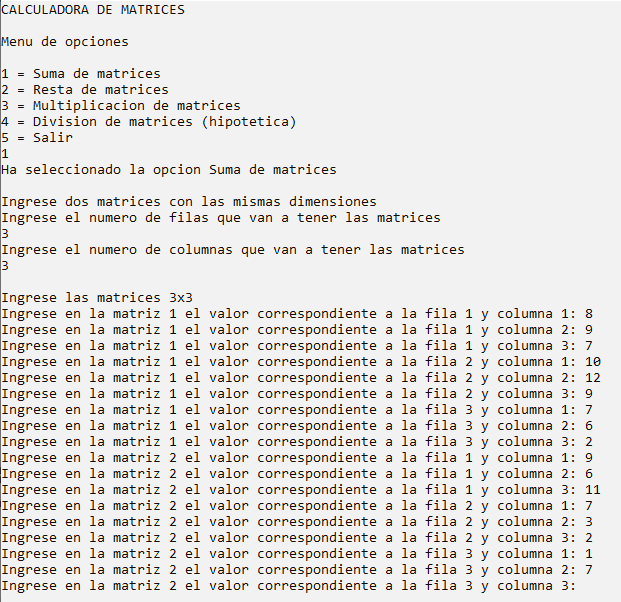 CALCULADORA DE MATRICES
Menu de opciones
1 = Suma de matrices
2 = Resta de matrices
3 = Multiplicacion de matrices
4 = Division de matrices (hipotetica)
5 = Salir
1
Ha seleccionado la opcion Suma de matrices
Ingrese dos matrices con las mismas dimensiones
Ingrese el numero de filas que van a tener las matrices
3
Ingrese el numero de columnas que van a tener las matrices
3
Ingrese las matrices 3x3
Ingrese en la matriz 1 el valor correspondiente a la fila 1 y columna 1: 8
Ingrese en la matriz 1 el valor correspondiente a la fila 1 y columna 2: 9
Ingrese en la matriz 1 el valor correspondiente a la fila 1 y columna 3: 7
Ingrese en la matriz 1 el valor correspondiente a la fila 2 y columna 1: 10
Ingrese en la matriz 1 el valor correspondiente a la fila 2 y columna 2: 12
Ingrese en la matriz 1 el valor correspondiente a la fila 2 y columna 3: 9
Ingrese en la matriz 1 el valor correspondiente a la fila 3 y columna 1: 7
Ingrese en la matriz 1 el valor correspondiente a la fila 3 y columna 2: 6
Ingrese en la matriz 1 el valor correspondiente a la fila 3 y columna 3: 2
Ingrese en la matriz 2 el valor correspondiente a la fila 1 y columna 1: 9
Ingrese en la matriz 2 el valor correspondiente a la fila 1 y columna 2: 6
Ingrese en la matriz 2 el valor correspondiente a la fila 1 y columna 3: 11
Ingrese en la matriz 2 el valor correspondiente a la fila 2 y columna 1: 7
Ingrese en la matriz 2 el valor correspondiente a la fila 2 y columna 2: 3
Ingrese en la matriz 2 el valor correspondiente a la fila 2 y columna 3: 2
Ingrese en la matriz 2 el valor correspondiente a la fila 3 y columna 1: 1
Ingrese en la matriz 2 el valor correspondiente a la fila 3 y columna 2: 7
Ingrese en la matriz 2 el valor correspondiente a la fila 3 y columna 3: